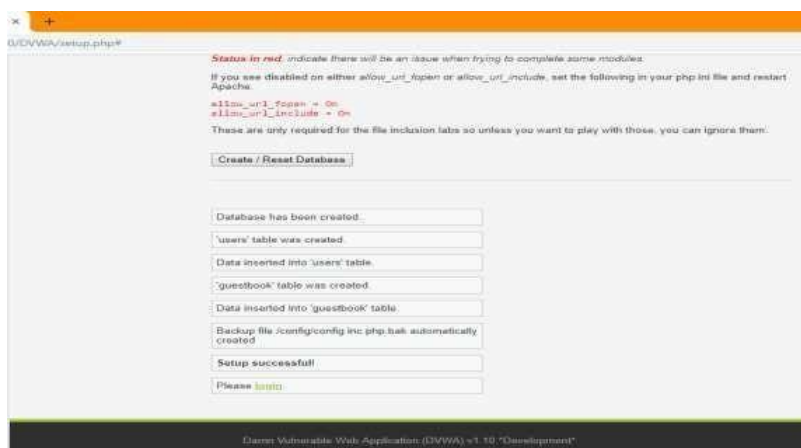 0/DVWA/setup.php#
Status in red, indicate there will be an issue when trying to complete some modules.
If you see disabled on either allow_url_fopen or allow_url_include, set the following in your php.ini file and restart
Apache.
allow_url_fopen = On
allow_url_include = On
These are only required for the file inclusion labs so unless you want to play with those, you can ignore them.
Create / Reset Database
Database has been created.
'users' table was created.
Data inserted into 'users' table.
'guestbook' table was created.
Data inserted into 'guestbook' table.
Backup file /config/config.inc.php.bak automatically
created
Setup successful!
Please login.
Damn Vulnerable Web Application (DVWA) v1.10 *Development*